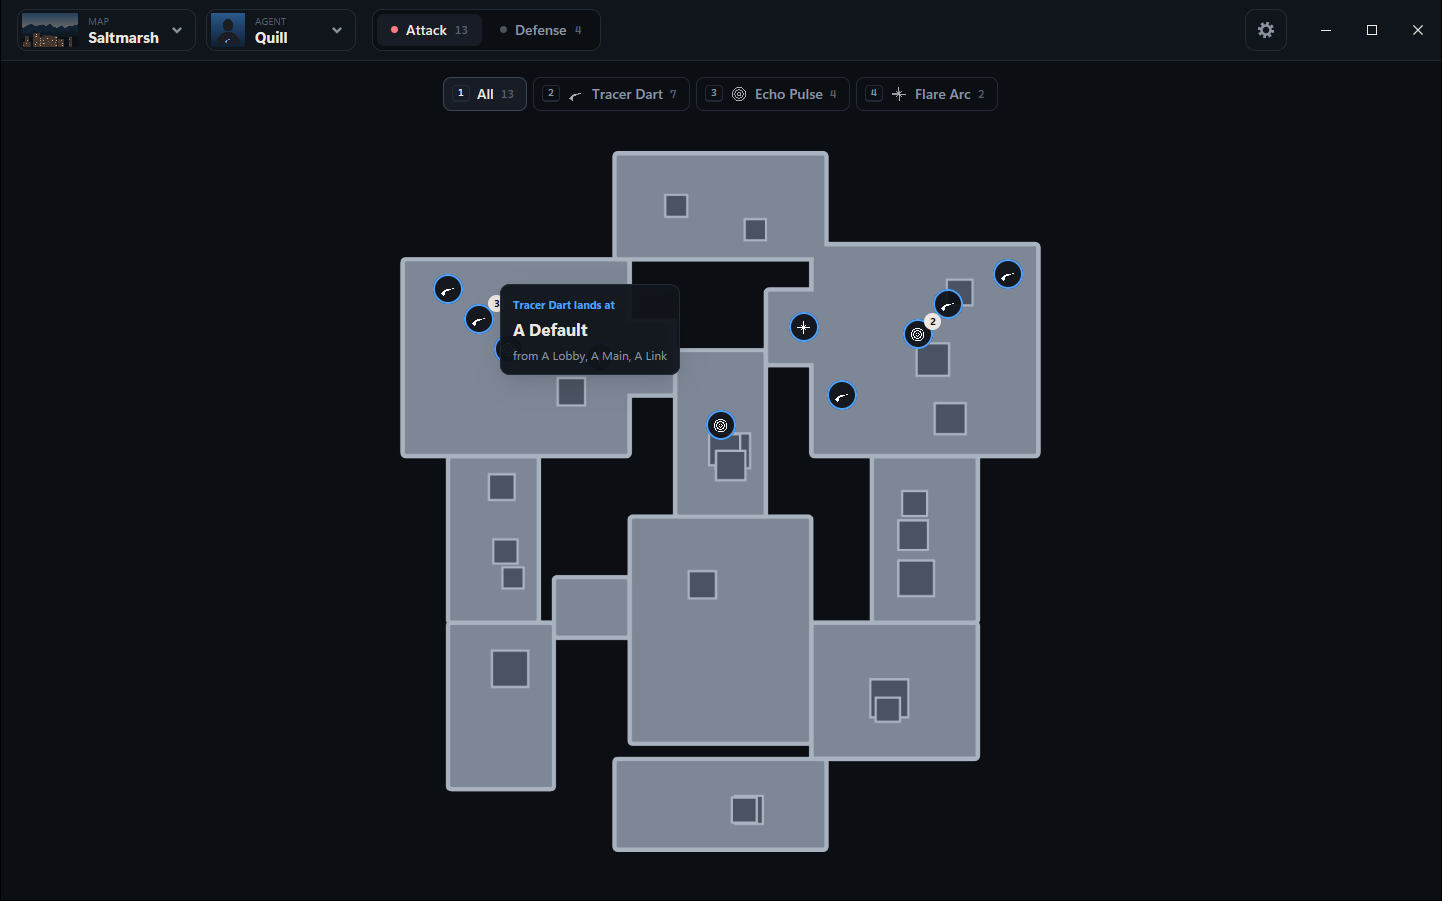 MAP
Saltmarsh
AGENT
Quill
Attack 13
Defense 4
1 All 13
2 Tracer Dart 7
3 Echo Pulse 4
4 Flare Arc 2
3
Tracer Dart lands at
A Default
from A Lobby, A Main, A Link
2